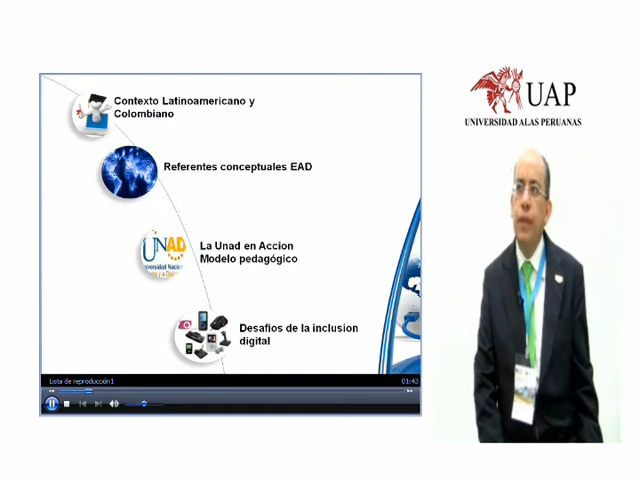 Contexto Latinoamericano y
Colombiano
Referentes conceptuales EAD
UNAD
La Unad en Accion
Modelo pedagógico
Desafios de la inclusion
digital
Lista de reproducción1
01:43
UAP
UNIVERSIDAD ALAS PERUANAS